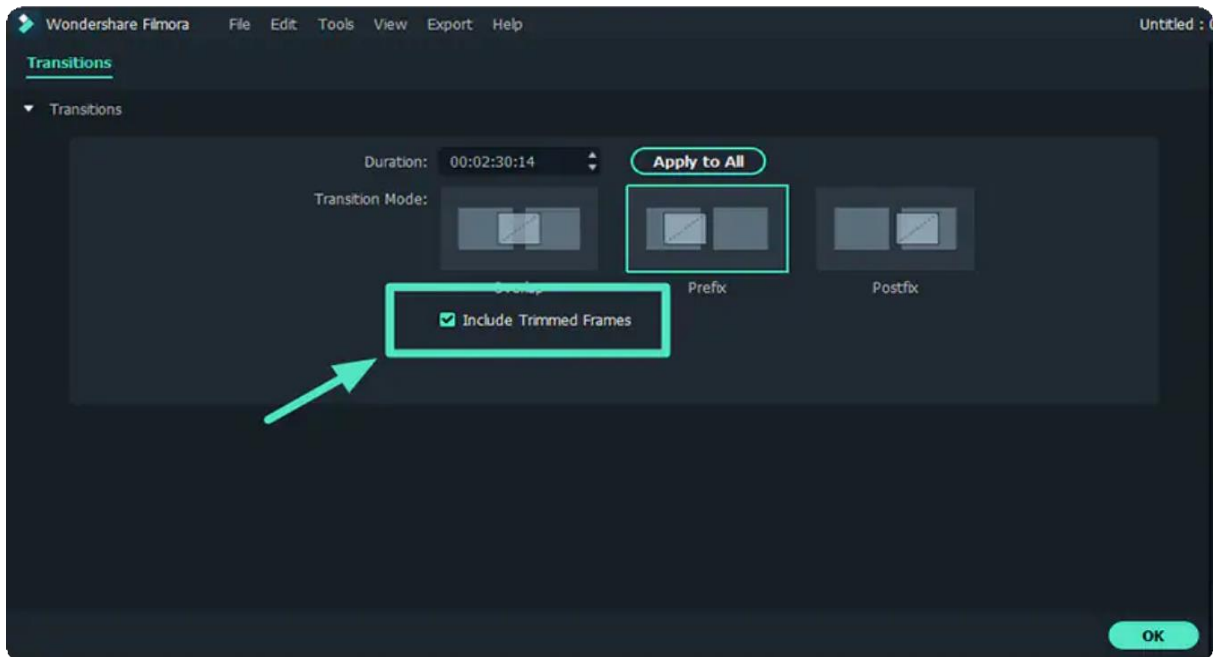 Wondershare Filmora File Edit Tools View Export Help Untitled :
Transitions
Transitions
Duration: 00:02:30:14 Apply to All
Transition Mode:
Overlap Prefix Postfix
Include Trimmed Frames
OK